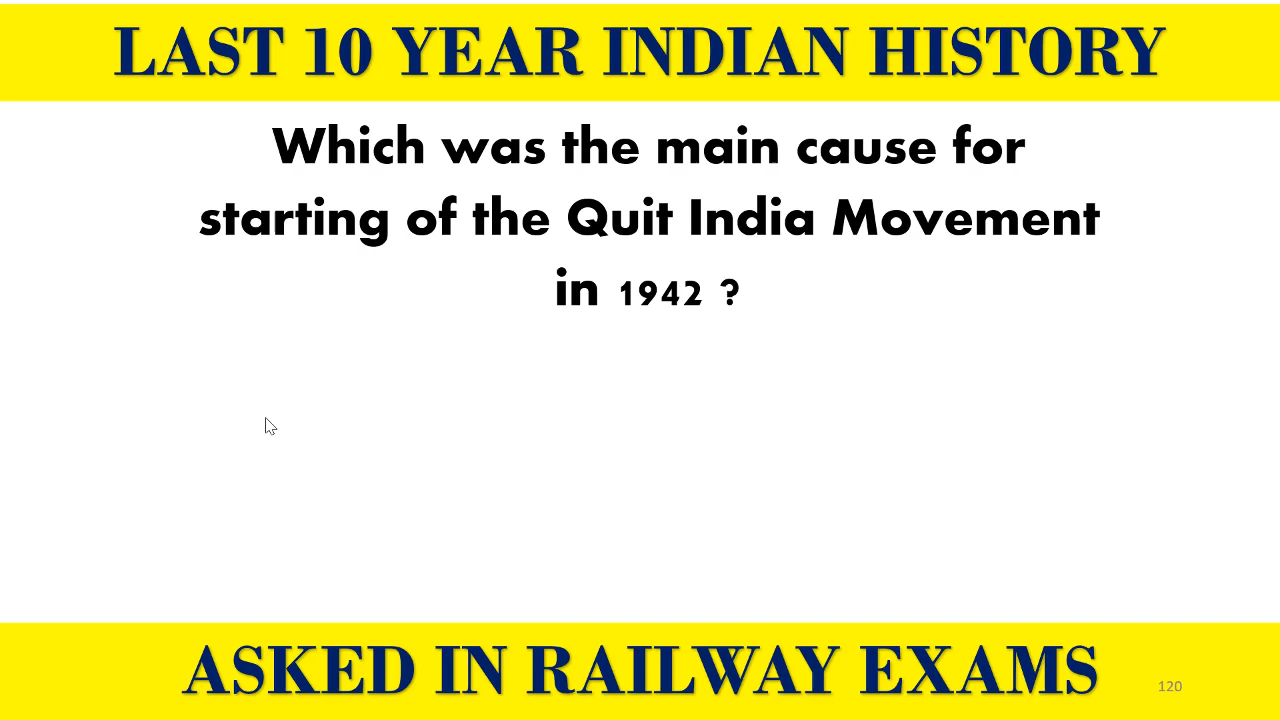 LAST 10 YEAR INDIAN HISTORY
Which was the main cause for
starting of the Quit India Movement
in 1942 ?
ASKED IN RAILWAY EXAMS
120